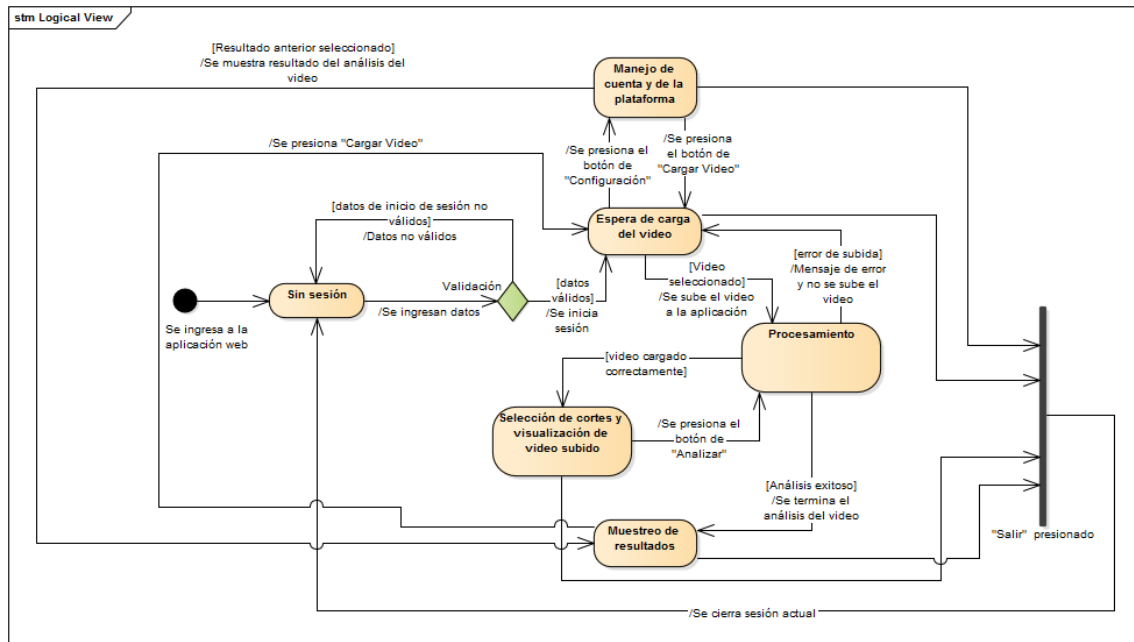 stm Logical View
[Resultado anterior seleccionado]
/Se muestra resultado del análisis del
video
Manejo de
cuenta y de la
plataforma
/Se presiona "Cargar Video"
/Se presiona el
botón de
"Configuración"
/Se presiona
el botón de
"Cargar Video"
[datos de inicio de sesión no
válidos]
/Datos no válidos
Espera de carga
del video
[error de subida]
/Mensaje de error
y no se sube el
video
Sin sesión
Validación
/Se ingresan datos
[datos
válidos]
/Se inicia
sesión
[Video
seleccionado]
/Se sube el video
a la aplicación
Se ingresa a la
aplicación web
Procesamiento
[video cargado
correctamente]
Selección de cortes y
visualización de
video subido
/Se presiona el
botón de
"Analizar"
[Análisis exitoso]
/Se termina el
análisis del video
Muestreo de
resultados
"Salir" presionado
/Se cierra sesión actual